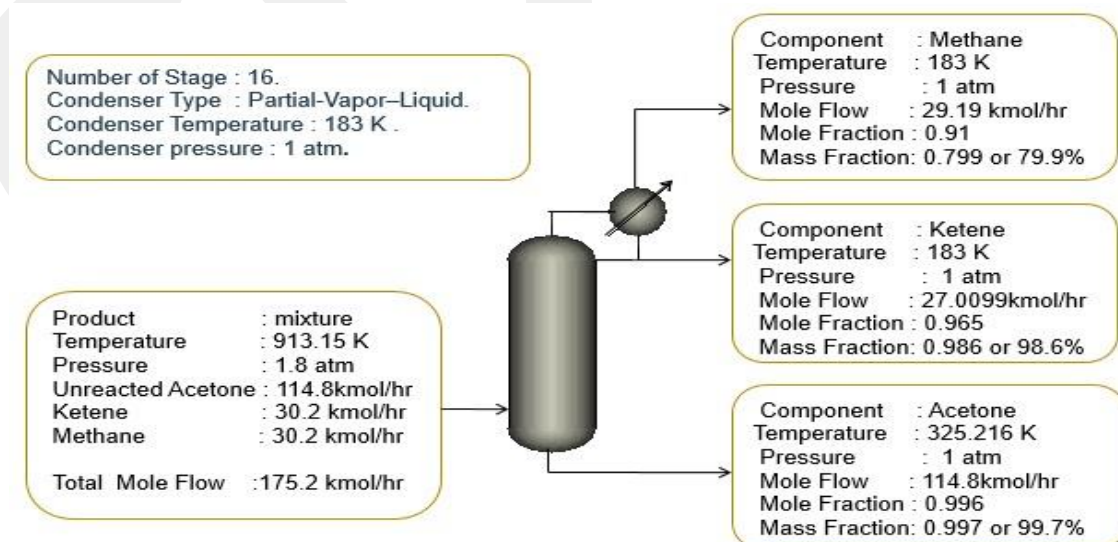 Number of Stage : 16.
Condenser Type : Partial-Vapor–Liquid.
Condenser Temperature : 183 K .
Condenser pressure : 1 atm.
Component : Methane
Temperature : 183 K
Pressure : 1 atm
Mole Flow : 29.19 kmol/hr
Mole Fraction : 0.91
Mass Fraction: 0.799 or 79.9%
Component : Ketene
Temperature : 183 K
Pressure : 1 atm
Mole Flow : 27.0099kmol/hr
Mole Fraction : 0.965
Mass Fraction: 0.986 or 98.6%
Product : mixture
Temperature : 913.15 K
Pressure : 1.8 atm
Unreacted Acetone : 114.8kmol/hr
Ketene : 30.2 kmol/hr
Methane : 30.2 kmol/hr
Total Mole Flow :175.2 kmol/hr
Component : Acetone
Temperature : 325.216 K
Pressure : 1 atm
Mole Flow : 114.8kmol/hr
Mole Fraction : 0.996
Mass Fraction: 0.997 or 99.7%